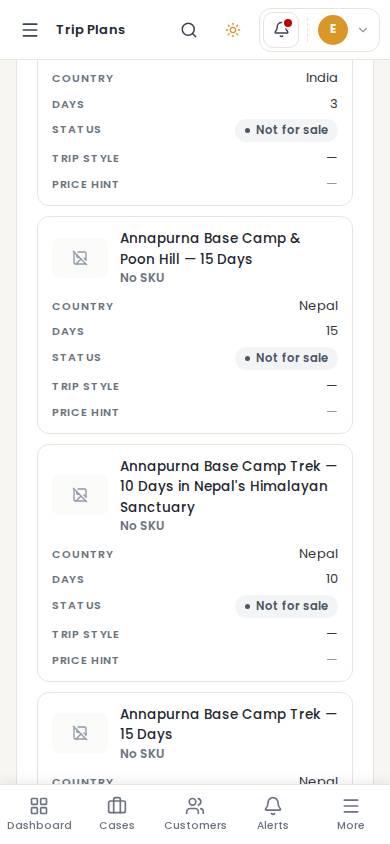 Trip Plans
E
COUNTRY India
DAYS 3
STATUS Not for sale
TRIP STYLE —
PRICE HINT —
Annapurna Base Camp &
Poon Hill — 15 Days
No SKU
COUNTRY Nepal
DAYS 15
STATUS Not for sale
TRIP STYLE —
PRICE HINT —
Annapurna Base Camp Trek —
10 Days in Nepal's Himalayan
Sanctuary
No SKU
COUNTRY Nepal
DAYS 10
STATUS Not for sale
TRIP STYLE —
PRICE HINT —
Annapurna Base Camp Trek —
15 Days
No SKU
COUNTRY Nepal
Dashboard Cases Customers Alerts More